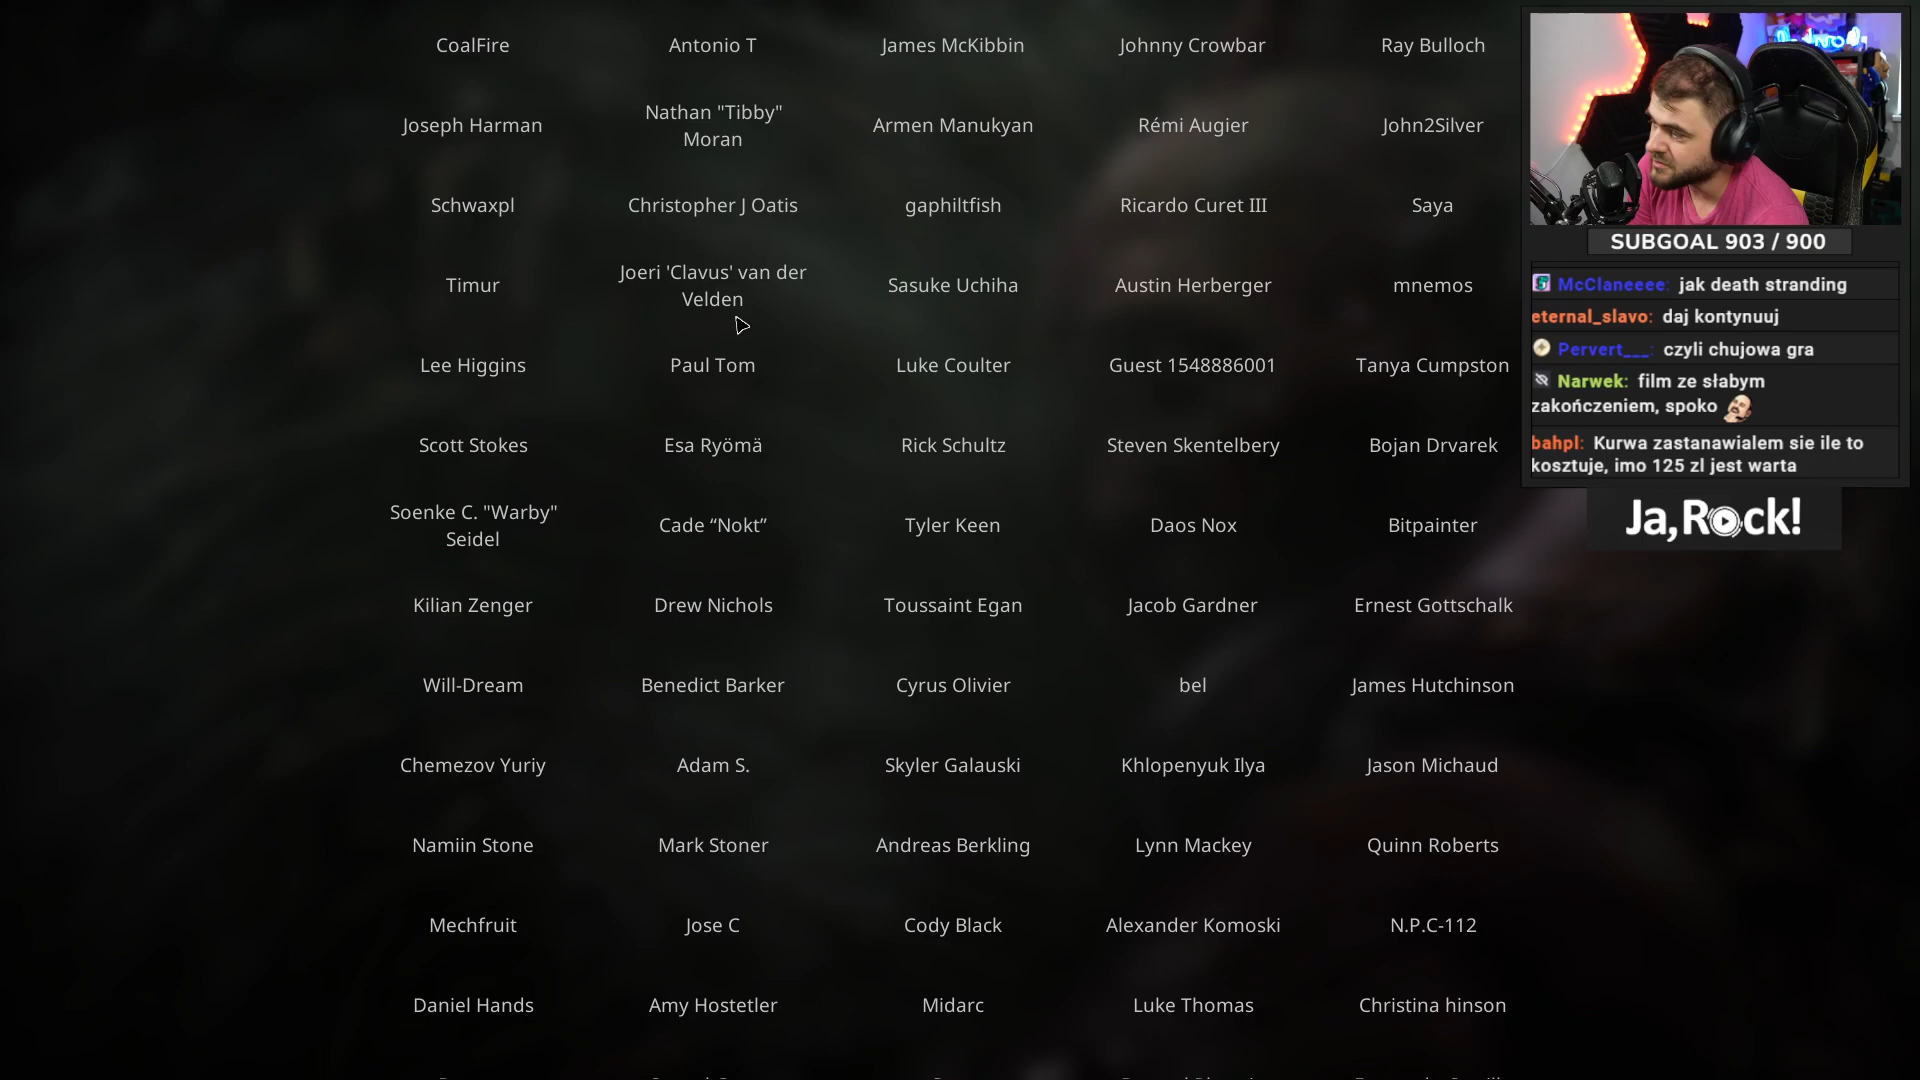 CoalFire Antonio T James McKibbin Johnny Crowbar Ray Bulloch
Joseph Harman Nathan "Tibby" Moran Armen Manukyan Rémi Augier John2Silver
Schwaxpl Christopher J Oatis gaphiltfish Ricardo Curet III Saya
Timur Joeri 'Clavus' van der Velden Sasuke Uchiha Austin Herberger mnemos
Lee Higgins Paul Tom Luke Coulter Guest 1548886001 Tanya Cumpston
Scott Stokes Esa Ryömä Rick Schultz Steven Skentelbery Bojan Drvarek
Soenke C. "Warby" Seidel Cade “Nokt” Tyler Keen Daos Nox Bitpainter
Kilian Zenger Drew Nichols Toussaint Egan Jacob Gardner Ernest Gottschalk
Will-Dream Benedict Barker Cyrus Olivier bel James Hutchinson
Chemezov Yuriy Adam S. Skyler Galauski Khlopenyuk Ilya Jason Michaud
Namiin Stone Mark Stoner Andreas Berkling Lynn Mackey Quinn Roberts
Mechfruit Jose C Cody Black Alexander Komoski N.P.C-112
Daniel Hands Amy Hostetler Midarc Luke Thomas Christina hinson
SUBGOAL 903 / 900
McClaneeee: jak death stranding
eternal_slavo: daj kontynuuj
Pervert___: czyli chujowa gra
Narwek: film ze słabym
zakończeniem, spoko
bahpl: Kurwa zastanawialem sie ile to
kosztuje, imo 125 zl jest warta
Ja,Rock!